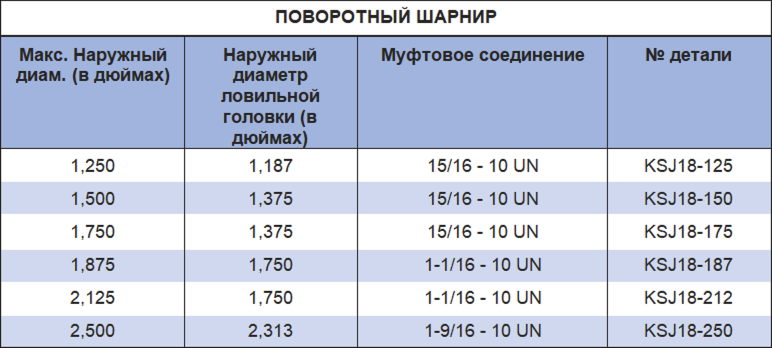 ПОВОРОТНЫЙ ШАРНИР
Макс. Наружный диам. (в дюймах) Наружный диаметр ловильной головки (в дюймах) Муфтовое соединение № детали
1,250 1,187 15/16 - 10 UN KSJ18-125
1,500 1,375 15/16 - 10 UN KSJ18-150
1,750 1,375 15/16 - 10 UN KSJ18-175
1,875 1,750 1-1/16 - 10 UN KSJ18-187
2,125 1,750 1-1/16 - 10 UN KSJ18-212
2,500 2,313 1-9/16 - 10 UN KSJ18-250